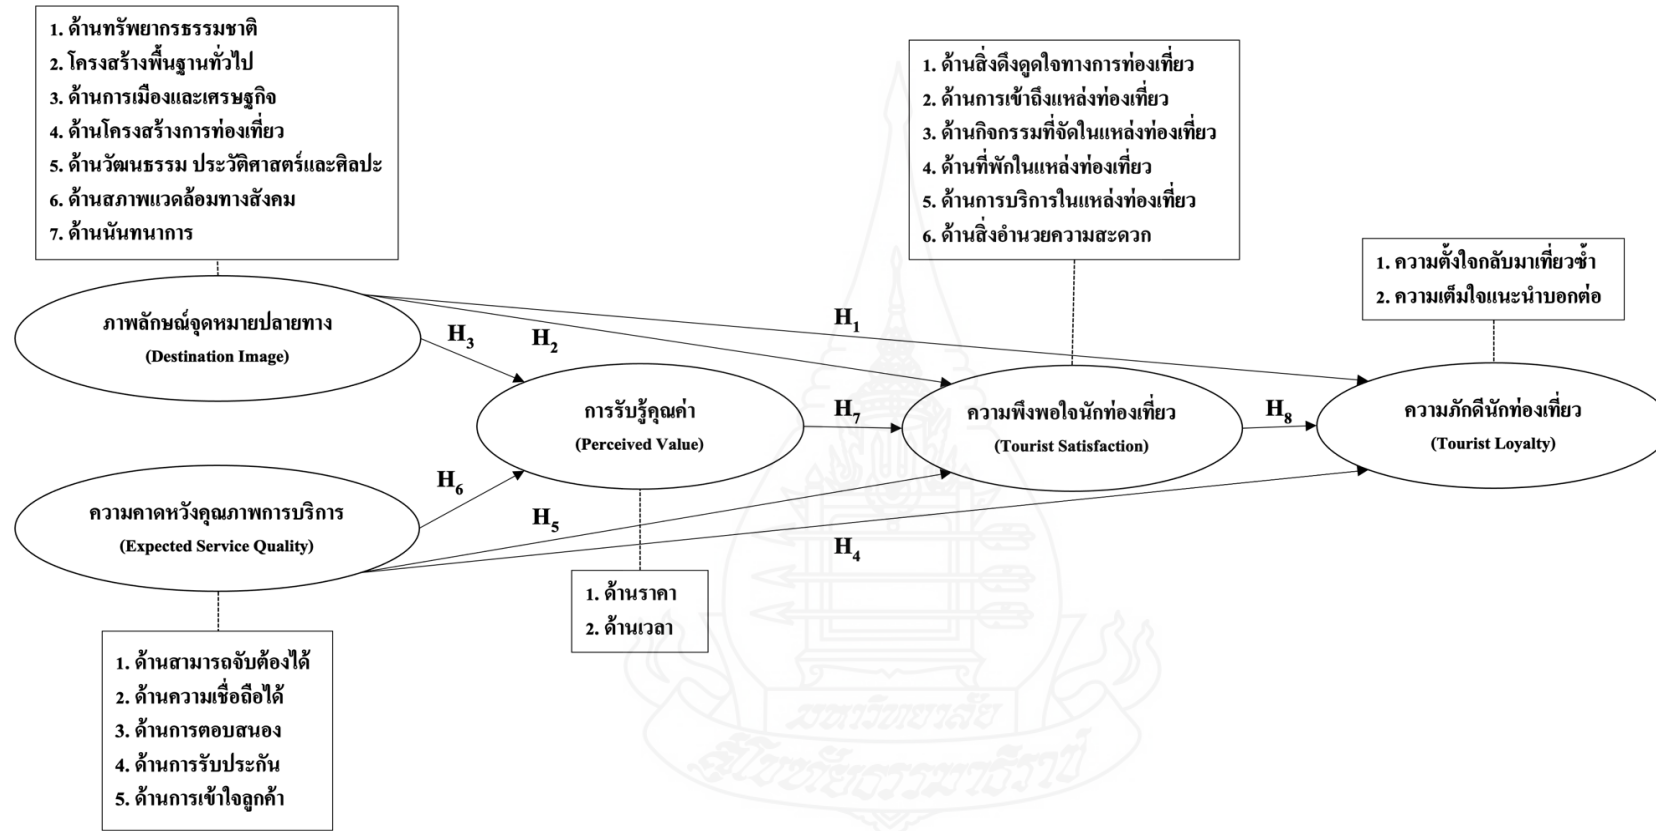 1. ด้านทรัพยากรธรรมชาติ
2. โครงสร้างพื้นฐานทั่วไป
3. ด้านการเมืองและเศรษฐกิจ
4. ด้านโครงสร้างการท่องเที่ยว
5. ด้านวัฒนธรรม ประวัติศาสตร์และศิลปะ
6. ด้านสภาพแวดล้อมทางสังคม
7. ด้านนันทนาการ
1. ด้านสิ่งดึงดูดใจทางการท่องเที่ยว
2. ด้านการเข้าถึงแหล่งท่องเที่ยว
3. ด้านกิจกรรมที่จัดในแหล่งท่องเที่ยว
4. ด้านที่พักในแหล่งท่องเที่ยว
5. ด้านการบริการในแหล่งท่องเที่ยว
6. ด้านสิ่งอำนวยความสะดวก
1. ความตั้งใจกลับมาเที่ยวซ้ำ
2. ความเต็มใจแนะนำบอกต่อ
ภาพลักษณ์จุดหมายปลายทาง
(Destination Image)
H1
H2
H3
การรับรู้คุณค่า
(Perceived Value)
H7
ความพึงพอใจนักท่องเที่ยว
(Tourist Satisfaction)
H8
ความภักดีนักท่องเที่ยว
(Tourist Loyalty)
H6
H5
H4
ความคาดหวังคุณภาพการบริการ
(Expected Service Quality)
1. ด้านราคา
2. ด้านเวลา
1. ด้านสามารถจับต้องได้
2. ด้านความเชื่อถือได้
3. ด้านการตอบสนอง
4. ด้านการรับประกัน
5. ด้านการเข้าใจลูกค้า
มหาวิทยาลัย
สุโขทัยธรรมาธิราช